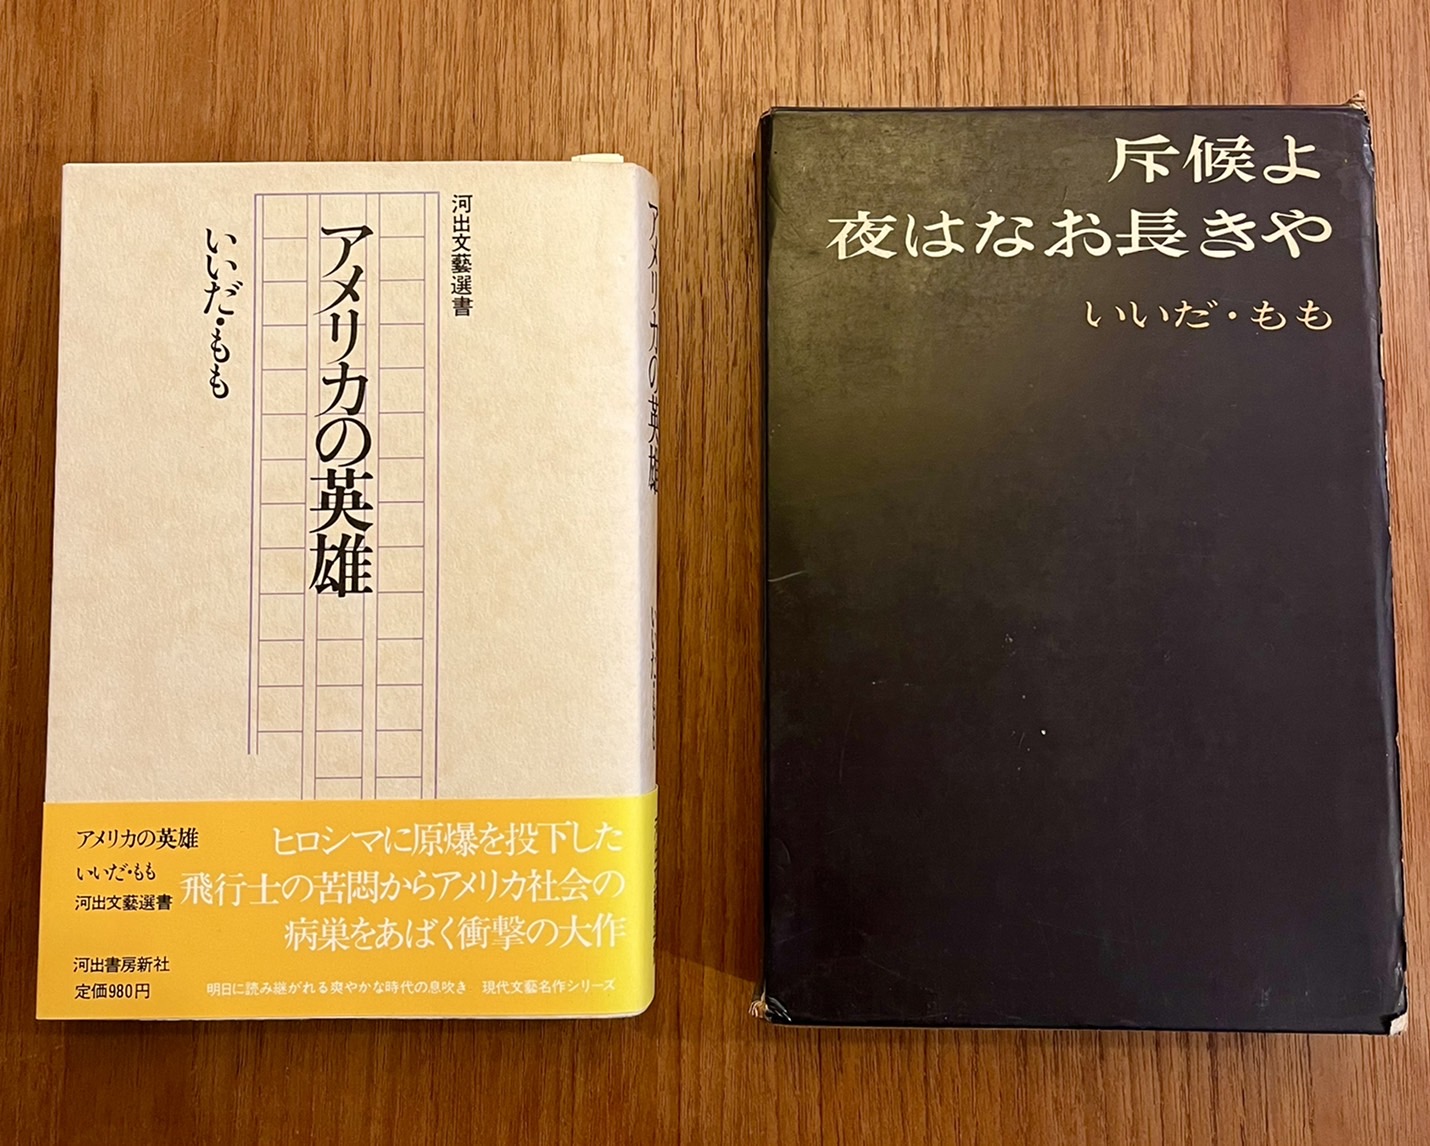 河出文藝選書
アメリカの英雄
いいだ・もも
アメリカの英雄
いいだ・もも
アメリカの英雄
いいだ・もも
河出文藝選書
河出書房新社
定価980円
ヒロシマに原爆を投下した
飛行士の苦悶からアメリカ社会の
病巣をあばく衝撃の大作
明日に読み継がれる爽やかな時代の息吹き 現代文藝名作シリーズ
斥候よ
夜はなお長きや
いいだ・もも